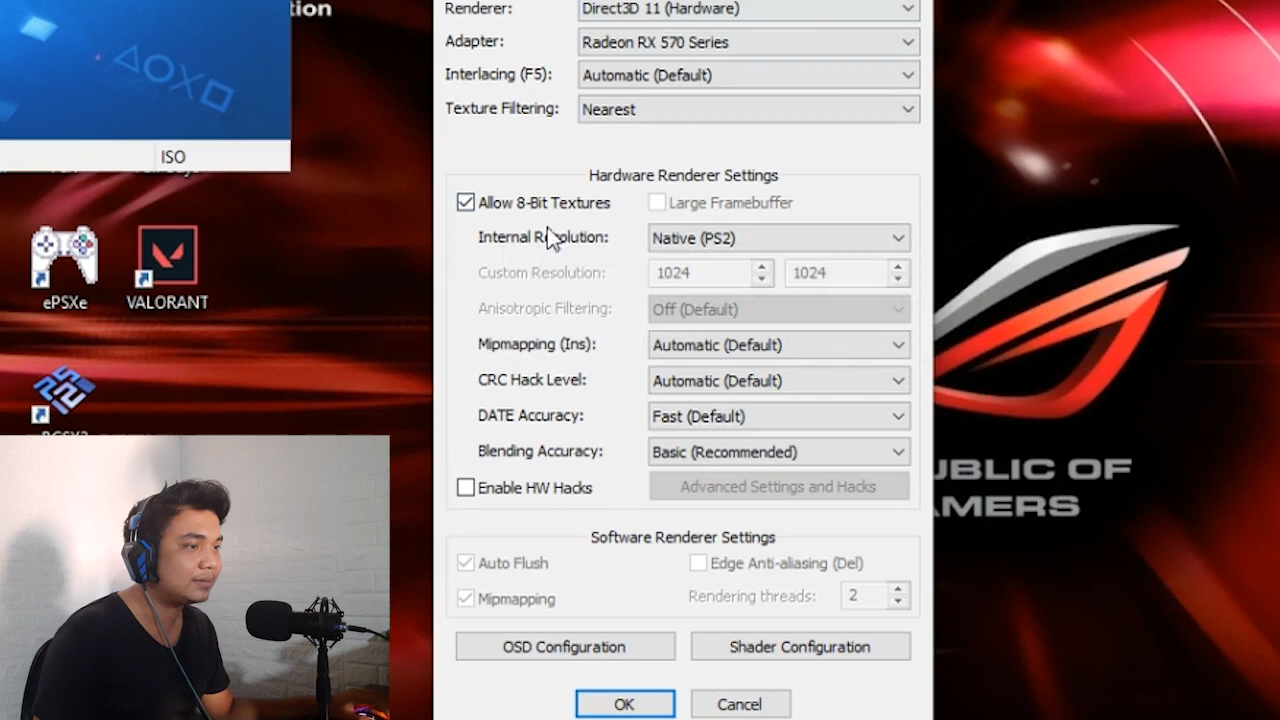 tion
Renderer: Direct3D 11 (Hardware)
Adapter: Radeon RX 570 Series
Interlacing (F5): Automatic (Default)
Texture Filtering: Nearest
ISO
Hardware Renderer Settings
Allow 8-Bit Textures Large Framebuffer
Internal Resolution: Native (PS2)
Custom Resolution: 1024 1024
Anisotropic Filtering: Off (Default)
Mipmapping (Ins): Automatic (Default)
CRC Hack Level: Automatic (Default)
DATE Accuracy: Fast (Default)
Blending Accuracy: Basic (Recommended)
Enable HW Hacks Advanced Settings and Hacks
Software Renderer Settings
Auto Flush Edge Anti-aliasing (Del)
Mipmapping Rendering threads: 2
OSD Configuration Shader Configuration
OK Cancel
ePSXe VALORANT
UBLIC OF
AMERS